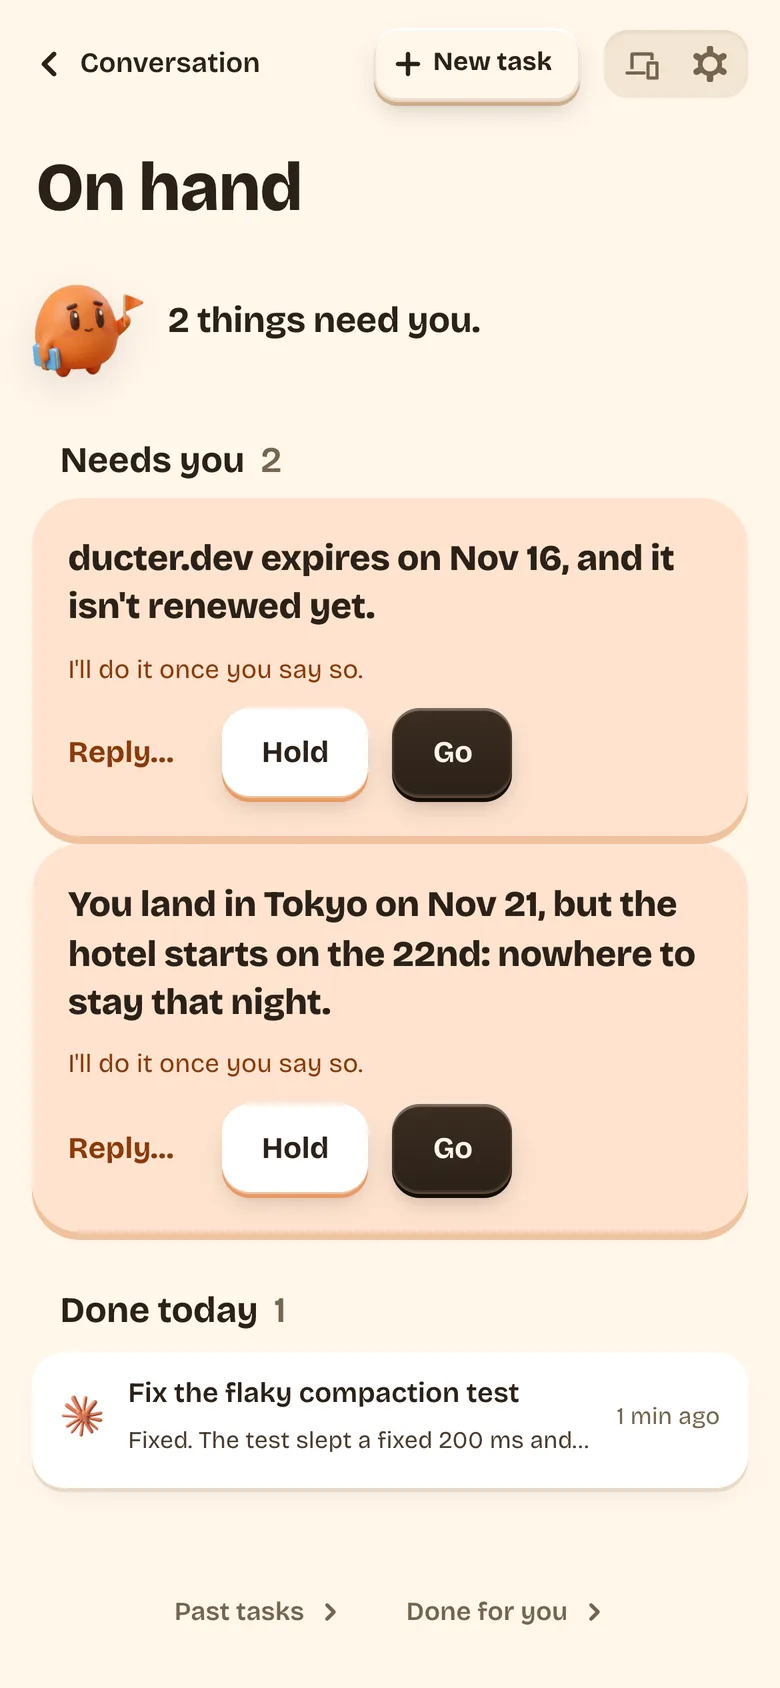 Conversation
New task
On hand
2 things need you.
Needs you 2
ducter.dev expires on Nov 16, and it
isn't renewed yet.
I'll do it once you say so.
Reply...
Hold
Go
You land in Tokyo on Nov 21, but the
hotel starts on the 22nd: nowhere to
stay that night.
I'll do it once you say so.
Reply...
Hold
Go
Done today 1
Fix the flaky compaction test
1 min ago
Fixed. The test slept a fixed 200 ms and...
Past tasks
Done for you